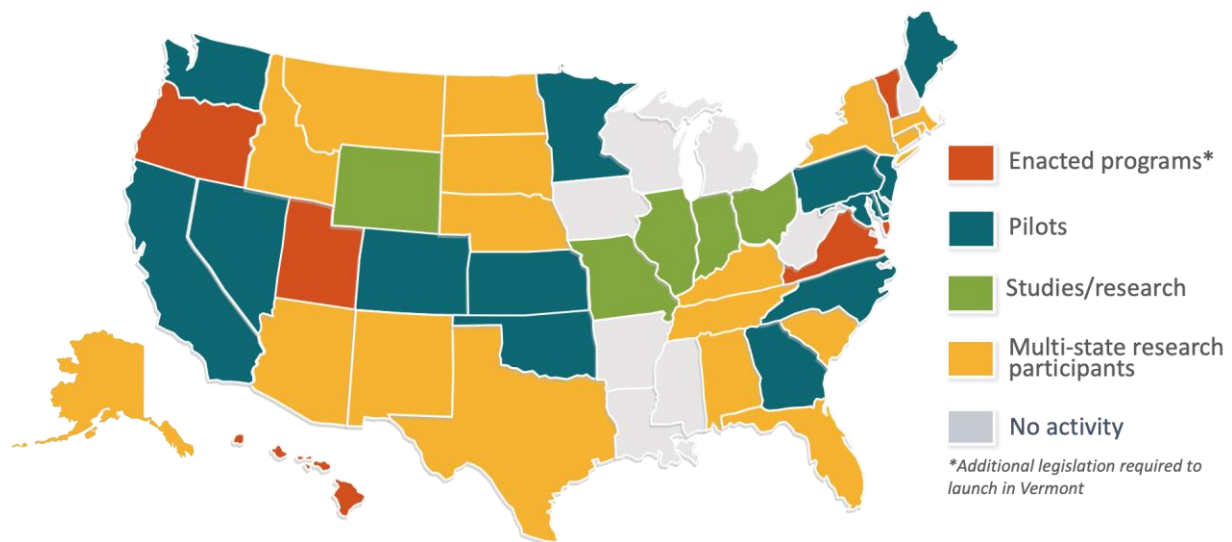 Enacted programs*
Pilots
Studies/research
Multi-state research
participants
No activity
*Additional legislation required to
launch in Vermont